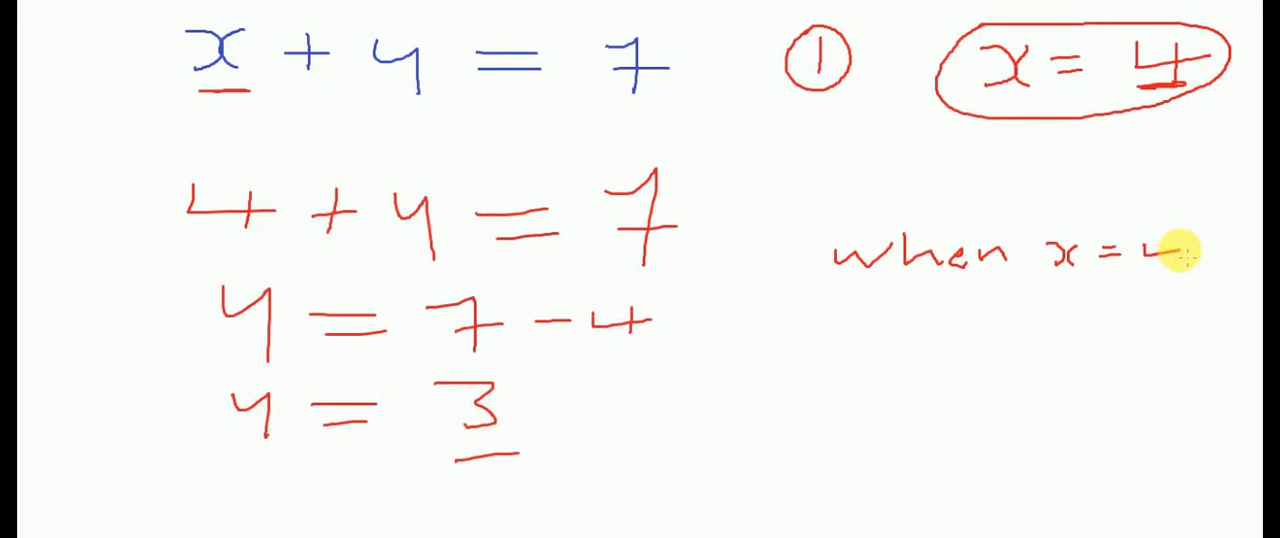 x + y = 7 ① x = 4
4 + y = 7
when x = 4
y = 7 - 4
y = 3